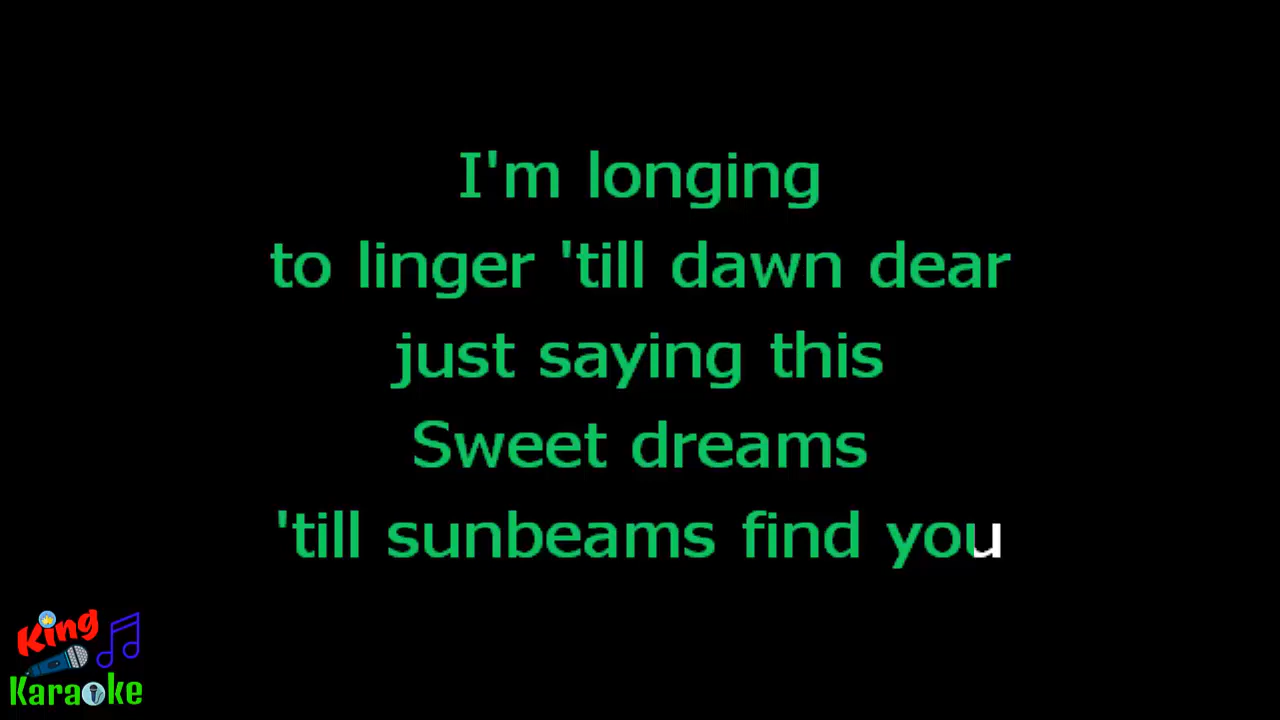 I'm longing
to linger 'till dawn dear
just saying this
Sweet dreams
'till sunbeams find you
King
Karaoke